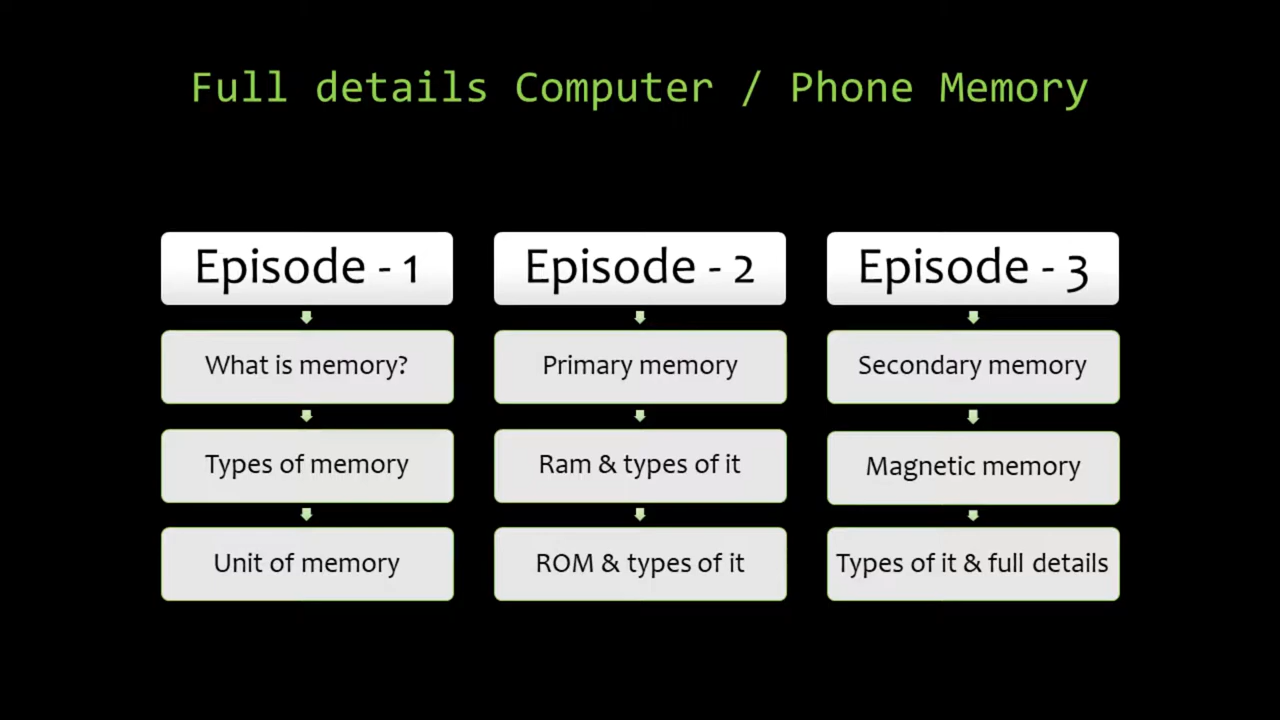 Full details Computer / Phone Memory
Episode - 1
What is memory?
Types of memory
Unit of memory
Episode - 2
Primary memory
Ram & types of it
ROM & types of it
Episode - 3
Secondary memory
Magnetic memory
Types of it & full details